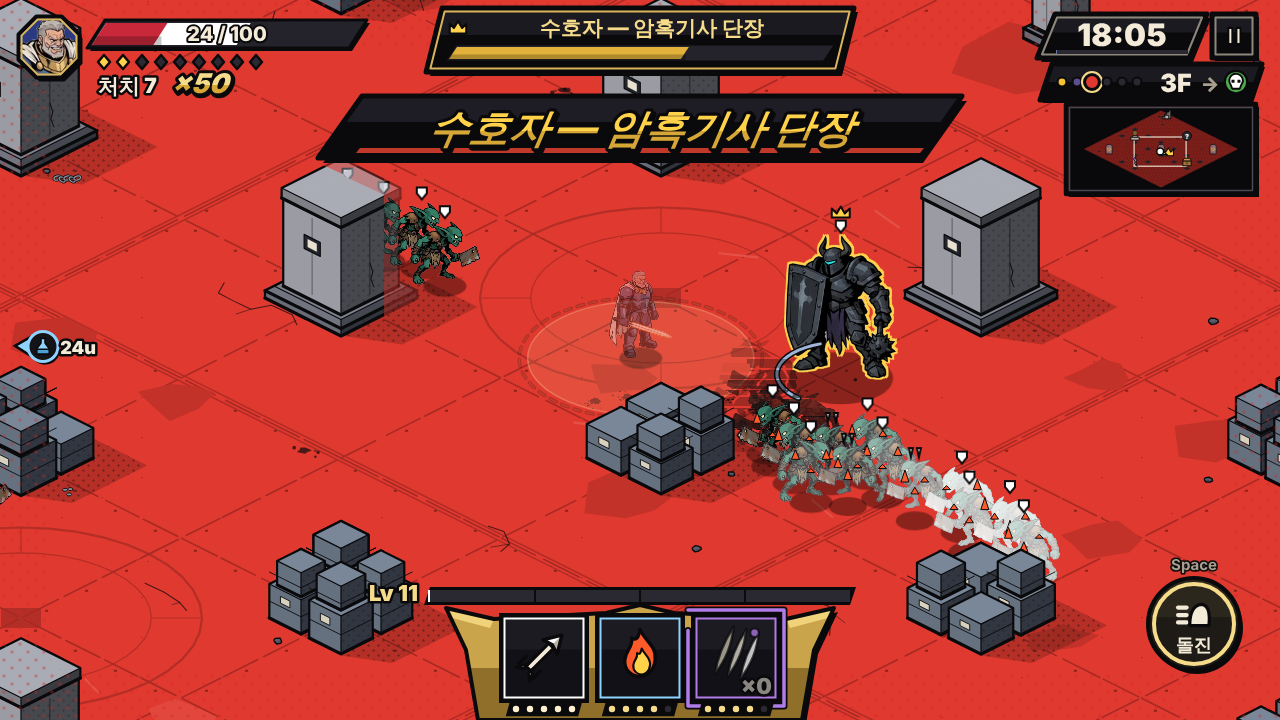 24 / 100
처치 7 ×50
수호자 — 암흑기사 단장
18:05
3F
수호자 — 암흑기사 단장
24u
Lv 11
×0
Space
돌진